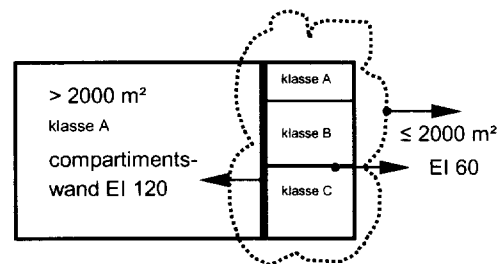 > 2000 m²
klasse A
compartiments-
wand EI 120
klasse A
klasse B
klasse C
≤ 2000 m²
EI 60